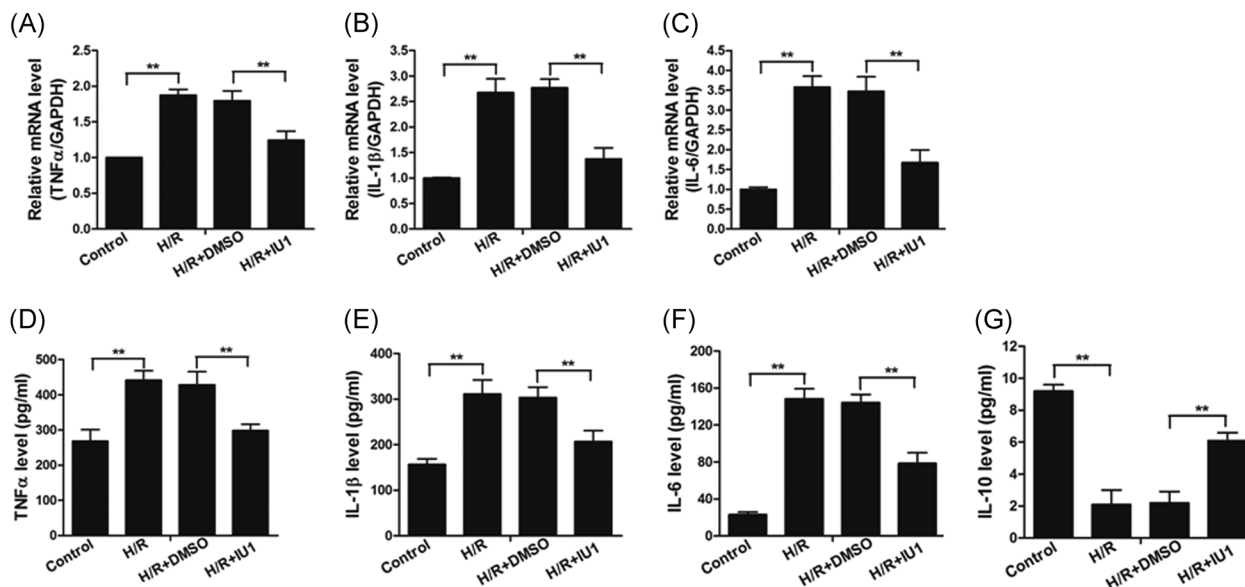 (A)
Relative mRNA level
(TNFα/GAPDH)
2.5
2.0
1.5
1.0
0.5
0.0
**
**
Control
H/R
H/R+DMSO
H/R+IU1
(B)
Relative mRNA level
(IL-1β/GAPDH)
3.5
3.0
2.5
2.0
1.5
1.0
0.5
0.0
**
**
Control
H/R
H/R+DMSO
H/R+IU1
(C)
Relative mRNA level
(IL-6/GAPDH)
4.5
4.0
3.5
3.0
2.5
2.0
1.5
1.0
0.5
0.0
**
**
Control
H/R
H/R+DMSO
H/R+IU1
(D)
TNFα level (pg/ml)
500
400
300
200
100
0
**
**
Control
H/R
H/R+DMSO
H/R+IU1
(E)
IL-1β level (pg/ml)
400
300
200
100
0
**
**
Control
H/R
H/R+DMSO
H/R+IU1
(F)
IL-6 level (pg/ml)
200
160
120
80
40
0
**
**
Control
H/R
H/R+DMSO
H/R+IU1
(G)
IL-10 level (pg/ml)
12
10
8
6
4
2
0
**
**
Control
H/R
H/R+DMSO
H/R+IU1